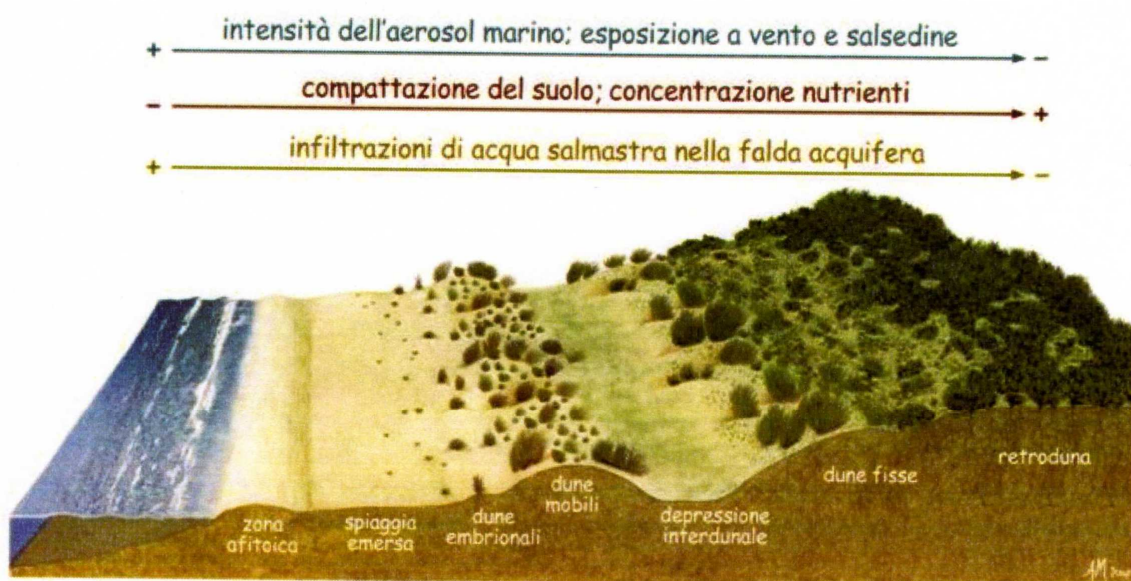 intensità dell'aerosol marino; esposizione a vento e salsedine
+ −
compattazione del suolo; concentrazione nutrienti
− +
infiltrazioni di acqua salmastra nella falda acquifera
+ −
zona
afitoica
spiaggia
emersa
dune
embrionali
dune
mobili
depressione
interdunale
dune fisse
retroduna
AM